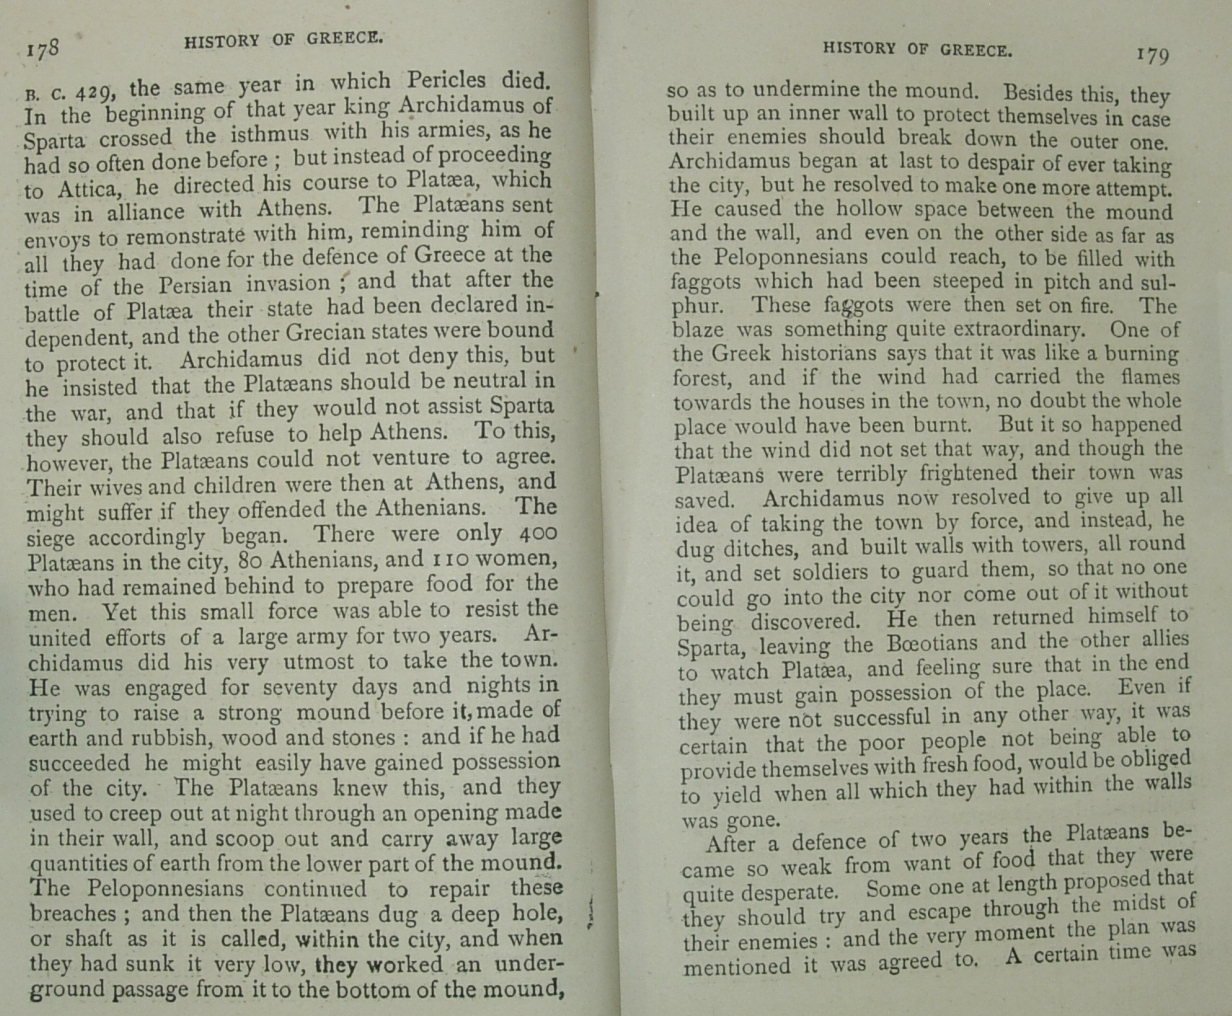 178
HISTORY OF GREECE.
B. C. 429, the same year in which Pericles died.
In the beginning of that year king Archidamus of
Sparta crossed the isthmus with his armies, as he
had so often done before ; but instead of proceeding
to Attica, he directed his course to Platæa, which
was in alliance with Athens. The Platæans sent
envoys to remonstrate with him, reminding him of
all they had done for the defence of Greece at the
time of the Persian invasion ; and that after the
battle of Platæa their state had been declared in-
dependent, and the other Grecian states were bound
to protect it. Archidamus did not deny this, but
he insisted that the Platæans should be neutral in
the war, and that if they would not assist Sparta
they should also refuse to help Athens. To this,
however, the Platæans could not venture to agree.
Their wives and children were then at Athens, and
might suffer if they offended the Athenians. The
siege accordingly began. There were only 400
Platæans in the city, 80 Athenians, and 110 women,
who had remained behind to prepare food for the
men. Yet this small force was able to resist the
united efforts of a large army for two years. Ar-
chidamus did his very utmost to take the town.
He was engaged for seventy days and nights in
trying to raise a strong mound before it, made of
earth and rubbish, wood and stones : and if he had
succeeded he might easily have gained possession
of the city. The Platæans knew this, and they
used to creep out at night through an opening made
in their wall, and scoop out and carry away large
quantities of earth from the lower part of the mound.
The Peloponnesians continued to repair these
breaches ; and then the Platæans dug a deep hole,
or shaft as it is called, within the city, and when
they had sunk it very low, they worked an under-
ground passage from it to the bottom of the mound,
HISTORY OF GREECE.
179
so as to undermine the mound. Besides this, they
built up an inner wall to protect themselves in case
their enemies should break down the outer one.
Archidamus began at last to despair of ever taking
the city, but he resolved to make one more attempt.
He caused the hollow space between the mound
and the wall, and even on the other side as far as
the Peloponnesians could reach, to be filled with
faggots which had been steeped in pitch and sul-
phur. These faggots were then set on fire. The
blaze was something quite extraordinary. One of
the Greek historians says that it was like a burning
forest, and if the wind had carried the flames
towards the houses in the town, no doubt the whole
place would have been burnt. But it so happened
that the wind did not set that way, and though the
Platæans were terribly frightened their town was
saved. Archidamus now resolved to give up all
idea of taking the town by force, and instead, he
dug ditches, and built walls with towers, all round
it, and set soldiers to guard them, so that no one
could go into the city nor come out of it without
being discovered. He then returned himself to
Sparta, leaving the Bœotians and the other allies
to watch Platæa, and feeling sure that in the end
they must gain possession of the place. Even if
they were not successful in any other way, it was
certain that the poor people not being able to
provide themselves with fresh food, would be obliged
to yield when all which they had within the walls
was gone.
After a defence of two years the Platæans be-
came so weak from want of food that they were
quite desperate. Some one at length proposed that
they should try and escape through the midst of
their enemies : and the very moment the plan was
mentioned it was agreed to. A certain time was